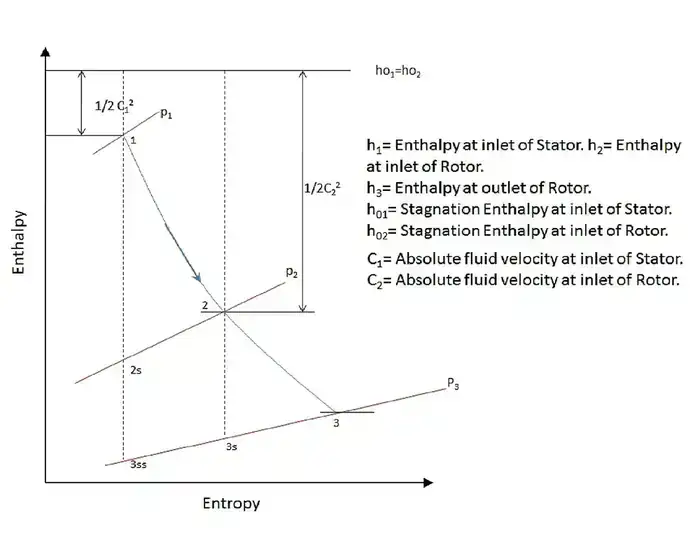 ho₁=ho₂
1/2 C₁²
p₁
1
h₁= Enthalpy at inlet of Stator. h₂= Enthalpy
at inlet of Rotor.
h₃= Enthalpy at outlet of Rotor.
h₀₁= Stagnation Enthalpy at inlet of Stator.
h₀₂= Stagnation Enthalpy at inlet of Rotor.
C₁= Absolute fluid velocity at inlet of Stator.
C₂= Absolute fluid velocity at inlet of Rotor.
1/2C₂²
Enthalpy
p₂
2
2s
P₃
3
3s
3ss
Entropy